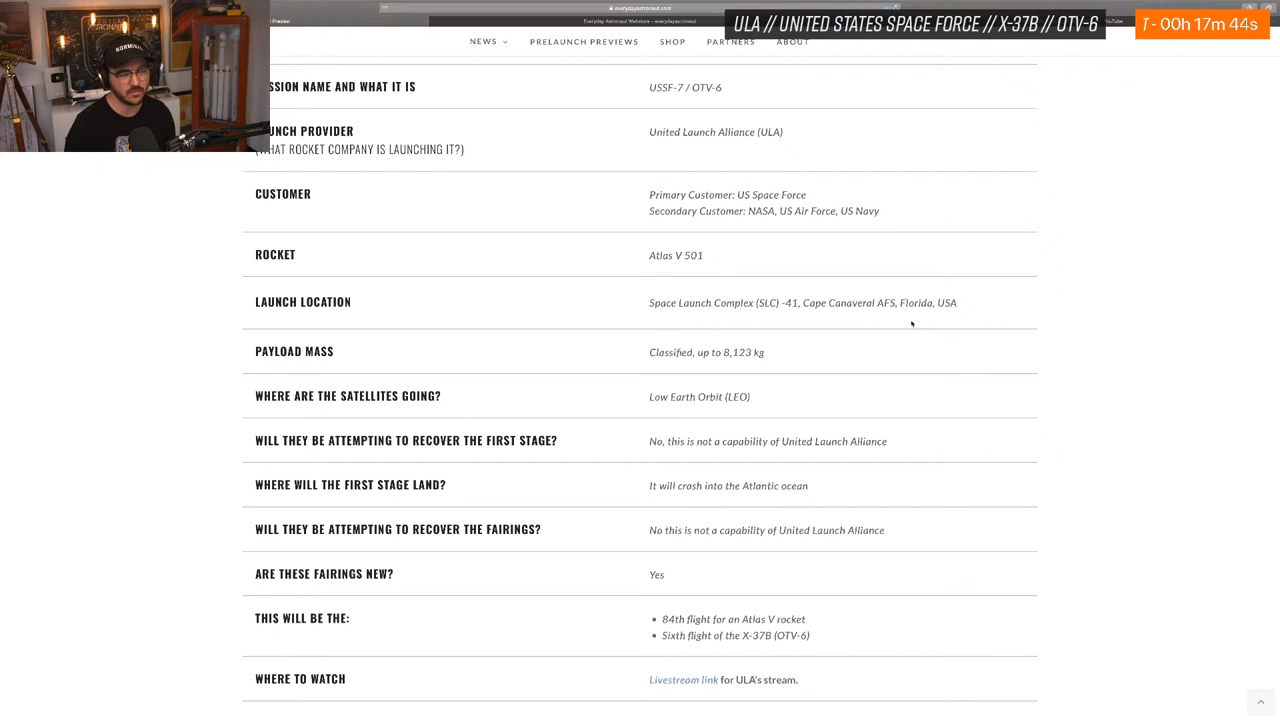 everydayastronaut.com
Preview
Everyday Astronaut Webstore – everydayastronaut
ULA // UNITED STATES SPACE FORCE // X-37B // OTV-6
T - 00h 17m 44s
NEWS
PRELAUNCH PREVIEWS
SHOP
PARTNERS
ABOUT
NORMINAL
SSION NAME AND WHAT IT IS
USSF-7 / OTV-6
UNCH PROVIDER
United Launch Alliance (ULA)
(WHAT ROCKET COMPANY IS LAUNCHING IT?)
CUSTOMER
Primary Customer: US Space Force
Secondary Customer: NASA, US Air Force, US Navy
ROCKET
Atlas V 501
LAUNCH LOCATION
Space Launch Complex (SLC) -41, Cape Canaveral AFS, Florida, USA
PAYLOAD MASS
Classified, up to 8,123 kg
WHERE ARE THE SATELLITES GOING?
Low Earth Orbit (LEO)
WILL THEY BE ATTEMPTING TO RECOVER THE FIRST STAGE?
No, this is not a capability of United Launch Alliance
WHERE WILL THE FIRST STAGE LAND?
It will crash into the Atlantic ocean
WILL THEY BE ATTEMPTING TO RECOVER THE FAIRINGS?
No this is not a capability of United Launch Alliance
ARE THESE FAIRINGS NEW?
Yes
THIS WILL BE THE:
84th flight for an Atlas V rocket
Sixth flight of the X-37B (OTV-6)
WHERE TO WATCH
Livestream link for ULA's stream.